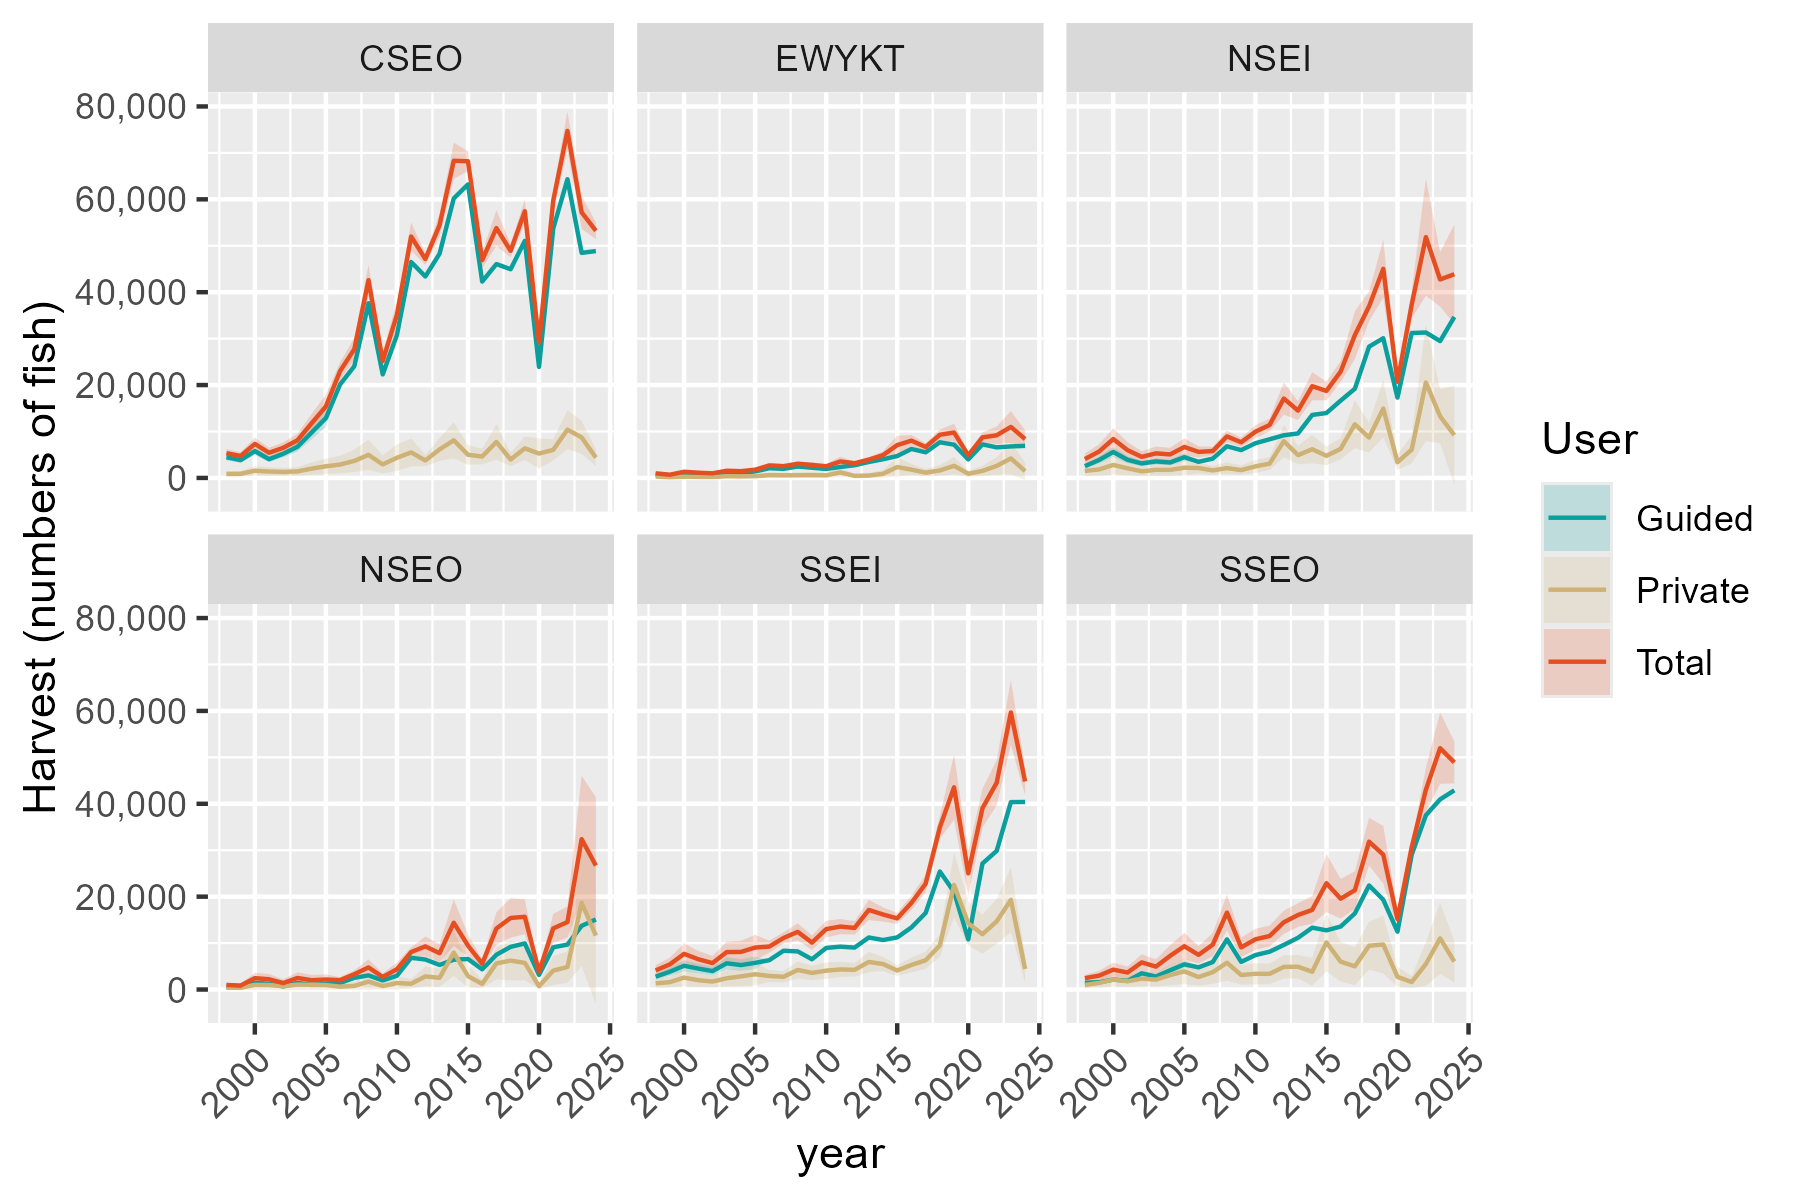 CSEO EWYKT NSEI
80,000
60,000
40,000
20,000
0
NSEO SSEI SSEO
80,000
60,000
40,000
20,000
0
2000 2005 2010 2015 2020 2025 2000 2005 2010 2015 2020 2025 2000 2005 2010 2015 2020 2025
year
Harvest (numbers of fish)
User
Guided
Private
Total